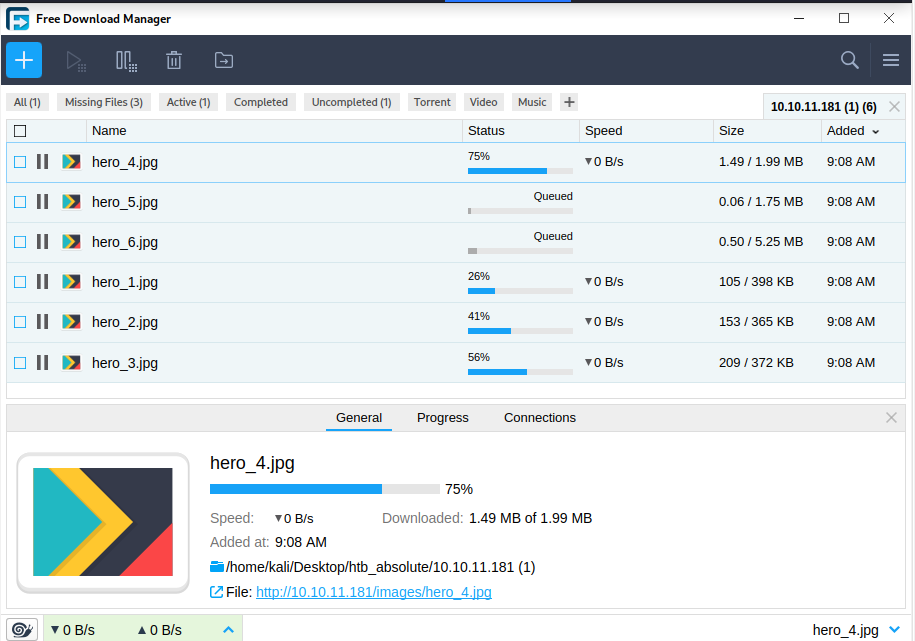 Free Download Manager
All (1) Missing Files (3) Active (1) Completed Uncompleted (1) Torrent Video Music + 10.10.11.181 (1) (6)
Name Status Speed Size Added
hero_4.jpg 75% 0 B/s 1.49 / 1.99 MB 9:08 AM
hero_5.jpg Queued 0.06 / 1.75 MB 9:08 AM
hero_6.jpg Queued 0.50 / 5.25 MB 9:08 AM
hero_1.jpg 26% 0 B/s 105 / 398 KB 9:08 AM
hero_2.jpg 41% 0 B/s 153 / 365 KB 9:08 AM
hero_3.jpg 56% 0 B/s 209 / 372 KB 9:08 AM
General Progress Connections
hero_4.jpg
75%
Speed: 0 B/s Downloaded: 1.49 MB of 1.99 MB
Added at: 9:08 AM
/home/kali/Desktop/htb_absolute/10.10.11.181 (1)
File: http://10.10.11.181/images/hero_4.jpg
0 B/s 0 B/s hero_4.jpg